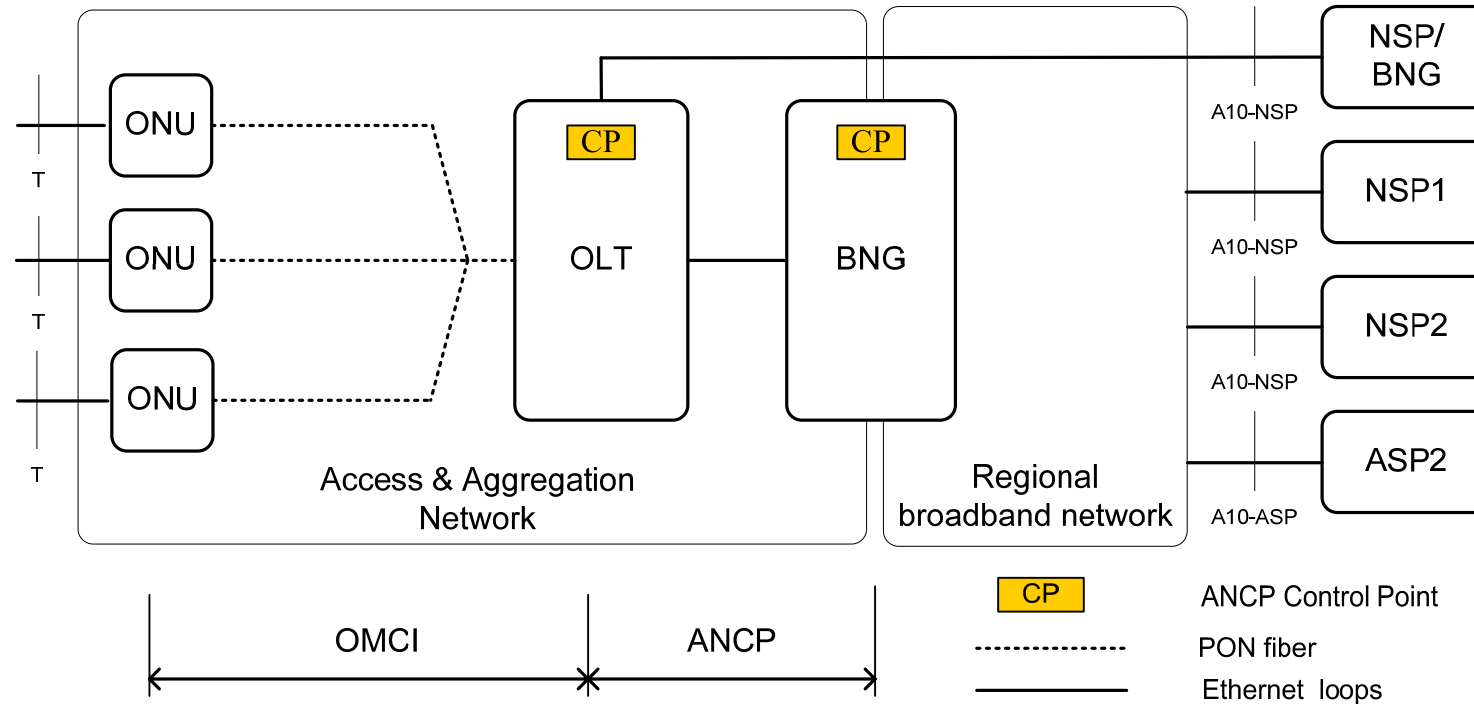 NSP/
BNG
A10-NSP
ONU
T
CP
OLT
CP
BNG
NSP1
A10-NSP
ONU
T
NSP2
A10-NSP
ONU
T
ASP2
A10-ASP
Access & Aggregation
Network
Regional
broadband network
OMCI
ANCP
CP
ANCP Control Point
PON fiber
Ethernet loops